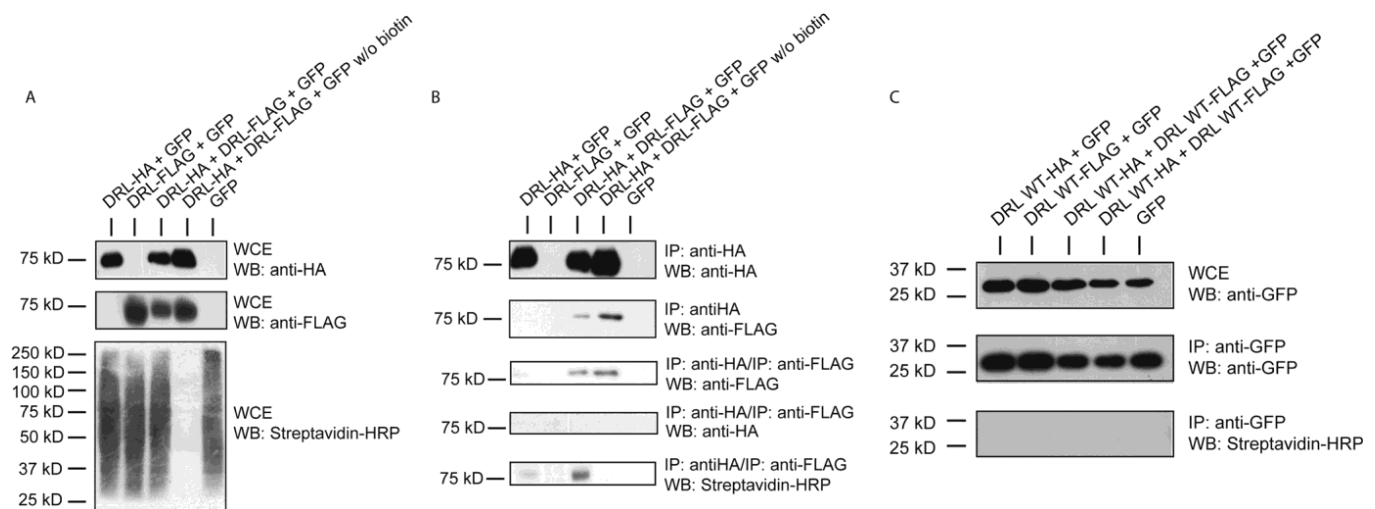 A
DRL-HA + GFP
DRL-FLAG + GFP
DRL-HA + DRL-FLAG + GFP
DRL-HA + DRL-FLAG + GFP w/o biotin
GFP
75 kD
WCE
WB: anti-HA
75 kD
WCE
WB: anti-FLAG
250 kD
150 kD
100 kD
75 kD
50 kD
37 kD
25 kD
WCE
WB: Streptavidin-HRP
B
DRL-HA + GFP
DRL-FLAG + GFP
DRL-HA + DRL-FLAG + GFP
DRL-HA + DRL-FLAG + GFP w/o biotin
GFP
75 kD
IP: anti-HA
WB: anti-HA
75 kD
IP: antiHA
WB: anti-FLAG
75 kD
IP: anti-HA/IP: anti-FLAG
WB: anti-FLAG
75 kD
IP: anti-HA/IP: anti-FLAG
WB: anti-HA
75 kD
IP: antiHA/IP: anti-FLAG
WB: Streptavidin-HRP
C
DRL WT-HA + GFP
DRL WT-FLAG + GFP
DRL WT-HA + DRL WT-FLAG +GFP
DRL WT-HA + DRL WT-FLAG +GFP
GFP
37 kD
25 kD
WCE
WB: anti-GFP
37 kD
25 kD
IP: anti-GFP
WB: anti-GFP
37 kD
25 kD
IP: anti-GFP
WB: Streptavidin-HRP